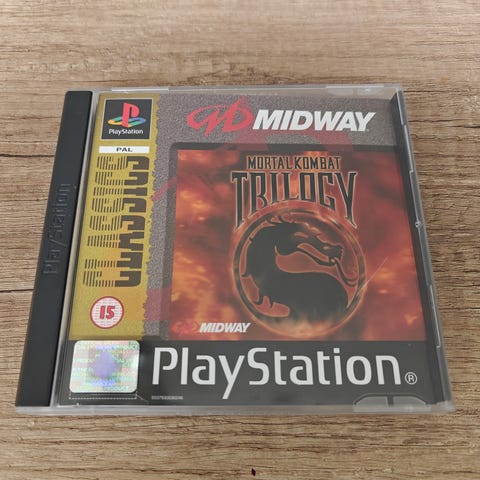 PlayStation
PlayStation
PAL
CLASSICS
15
MIDWAY
MORTAL KOMBAT
TRILOGY
MIDWAY
PlayStation®